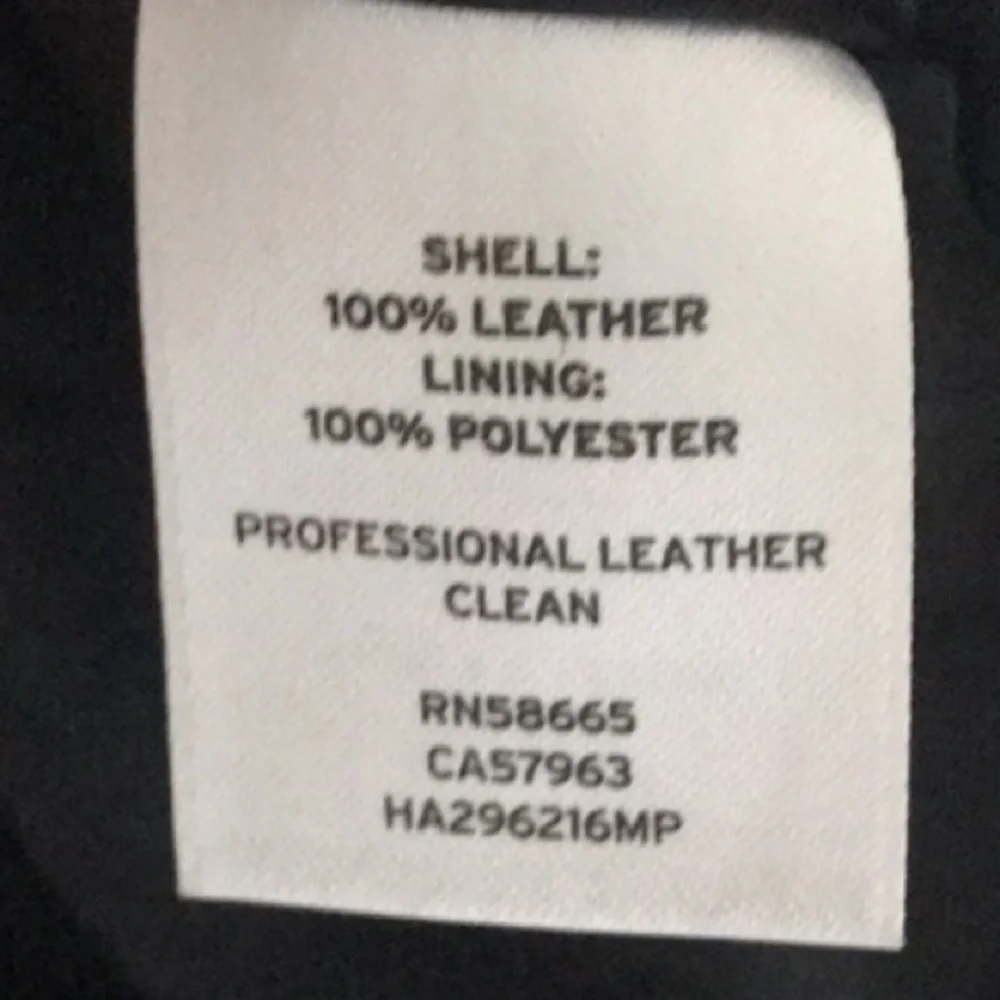 SHELL:
100% LEATHER
LINING:
100% POLYESTER
PROFESSIONAL LEATHER
CLEAN
RN58665
CA57963
HA296216MP